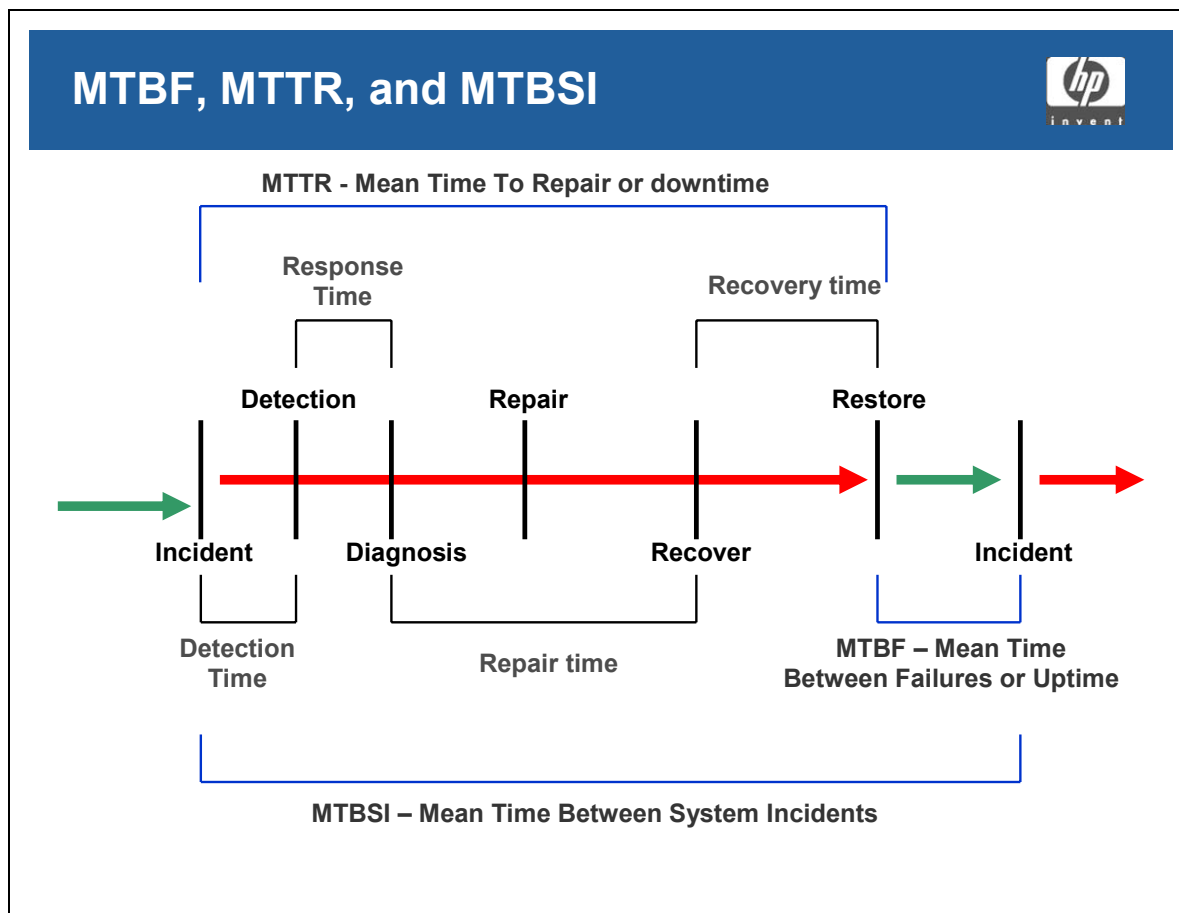 MTBF, MTTR, and MTBSI
hp
invent
MTTR - Mean Time To Repair or downtime
Response
Time
Recovery time
Detection
Repair
Restore
Incident
Diagnosis
Recover
Incident
Detection
Time
Repair time
MTBF – Mean Time
Between Failures or Uptime
MTBSI – Mean Time Between System Incidents